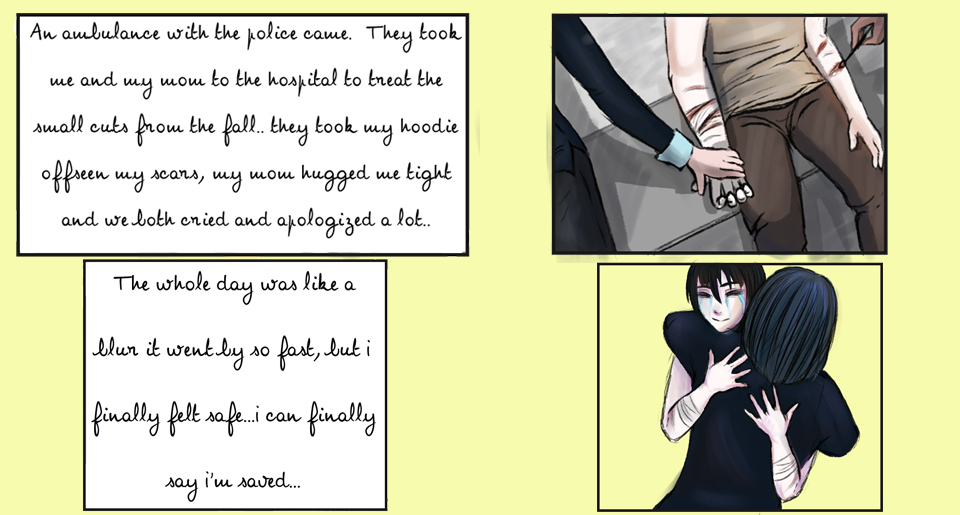 An ambulance with the police came. They took
me and my mom to the hospital to treat the
small cuts from the fall.. they took my hoodie
offseen my scars, my mom hugged me tight
and we both cried and apologized a lot..
The whole day was like a
blur it went by so fast, but i
finally felt safe...i can finally
say i'm saved...